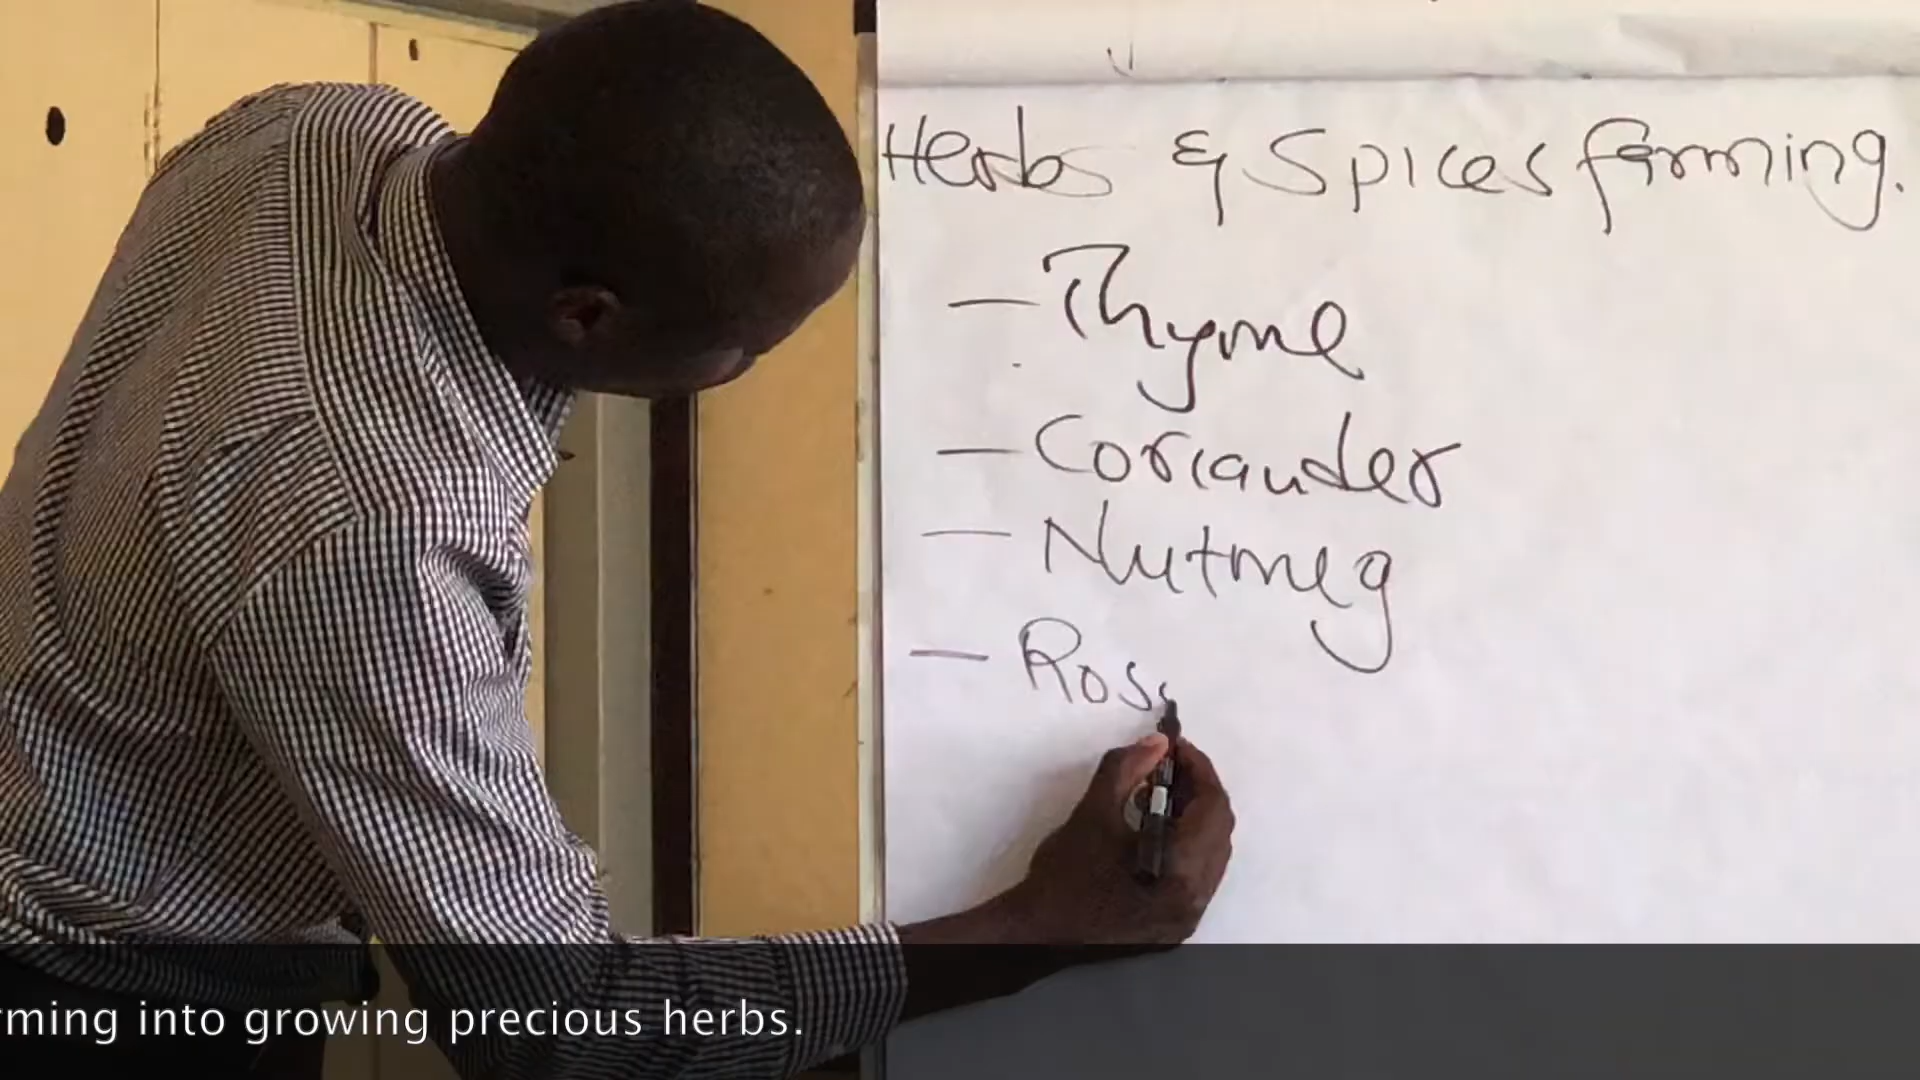 Herbs & Spices farming.
- Thyme
- Coriander
- Nutmeg
- Ros
rming into growing precious herbs.